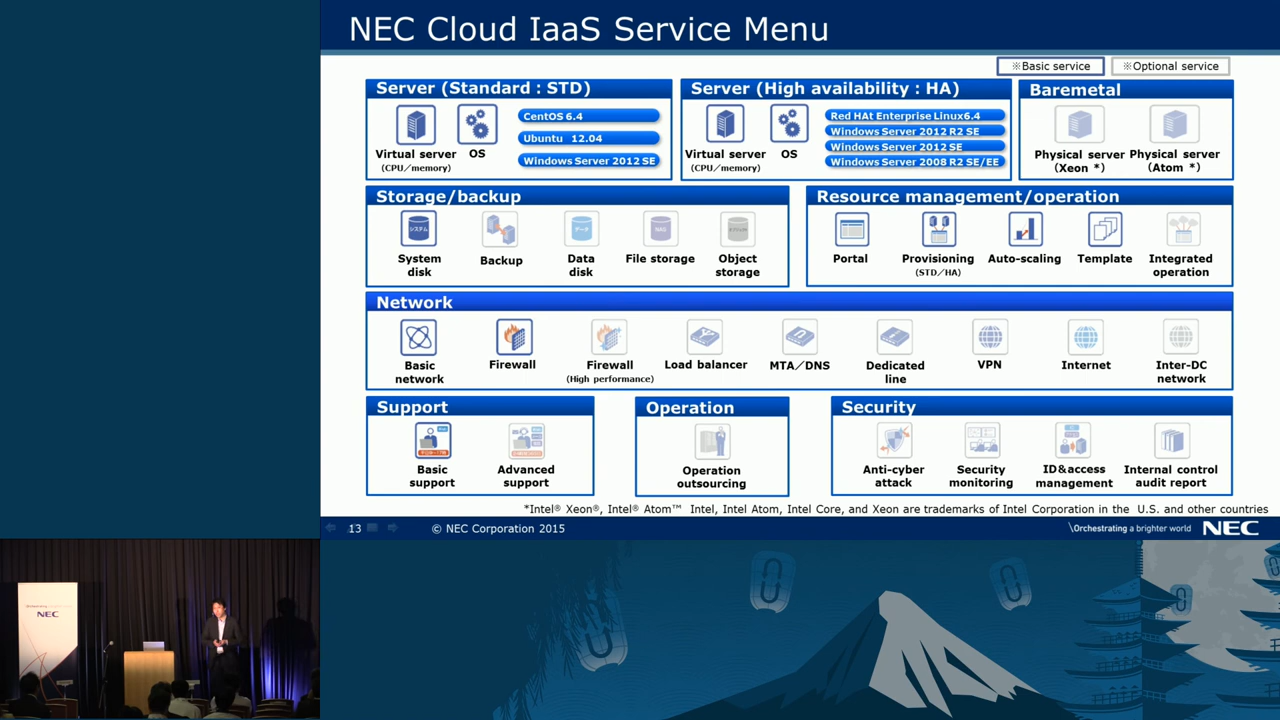 NEC Cloud IaaS Service Menu
※Basic service
※Optional service
Server (Standard : STD)
Virtual server
(CPU/memory)
OS
CentOS 6.4
Ubuntu 12.04
Windows Server 2012 SE
Server (High availability : HA)
Virtual server
(CPU/memory)
OS
Red HAt Enterprise Linux6.4
Windows Server 2012 R2 SE
Windows Server 2012 SE
Windows Server 2008 R2 SE/EE
Baremetal
Physical server
(Xeon *)
Physical server
(Atom *)
Storage/backup
システム
System
disk
Backup
データ
Data
disk
NAS
File storage
Object
storage
Resource management/operation
Portal
Provisioning
(STD/HA)
Auto-scaling
Template
Integrated
operation
Network
Basic
network
Firewall
Firewall
(High performance)
Load balancer
MTA/DNS
Dedicated
line
VPN
Internet
Inter-DC
network
Support
Basic
support
Advanced
support
Operation
Operation
outsourcing
Security
Anti-cyber
attack
Security
monitoring
ID&access
management
Internal control
audit report
*Intel® Xeon®, Intel® Atom™ Intel, Intel Atom, Intel Core, and Xeon are trademarks of Intel Corporation in the U.S. and other countries
13
© NEC Corporation 2015
\Orchestrating a brighter world
NEC
NEC